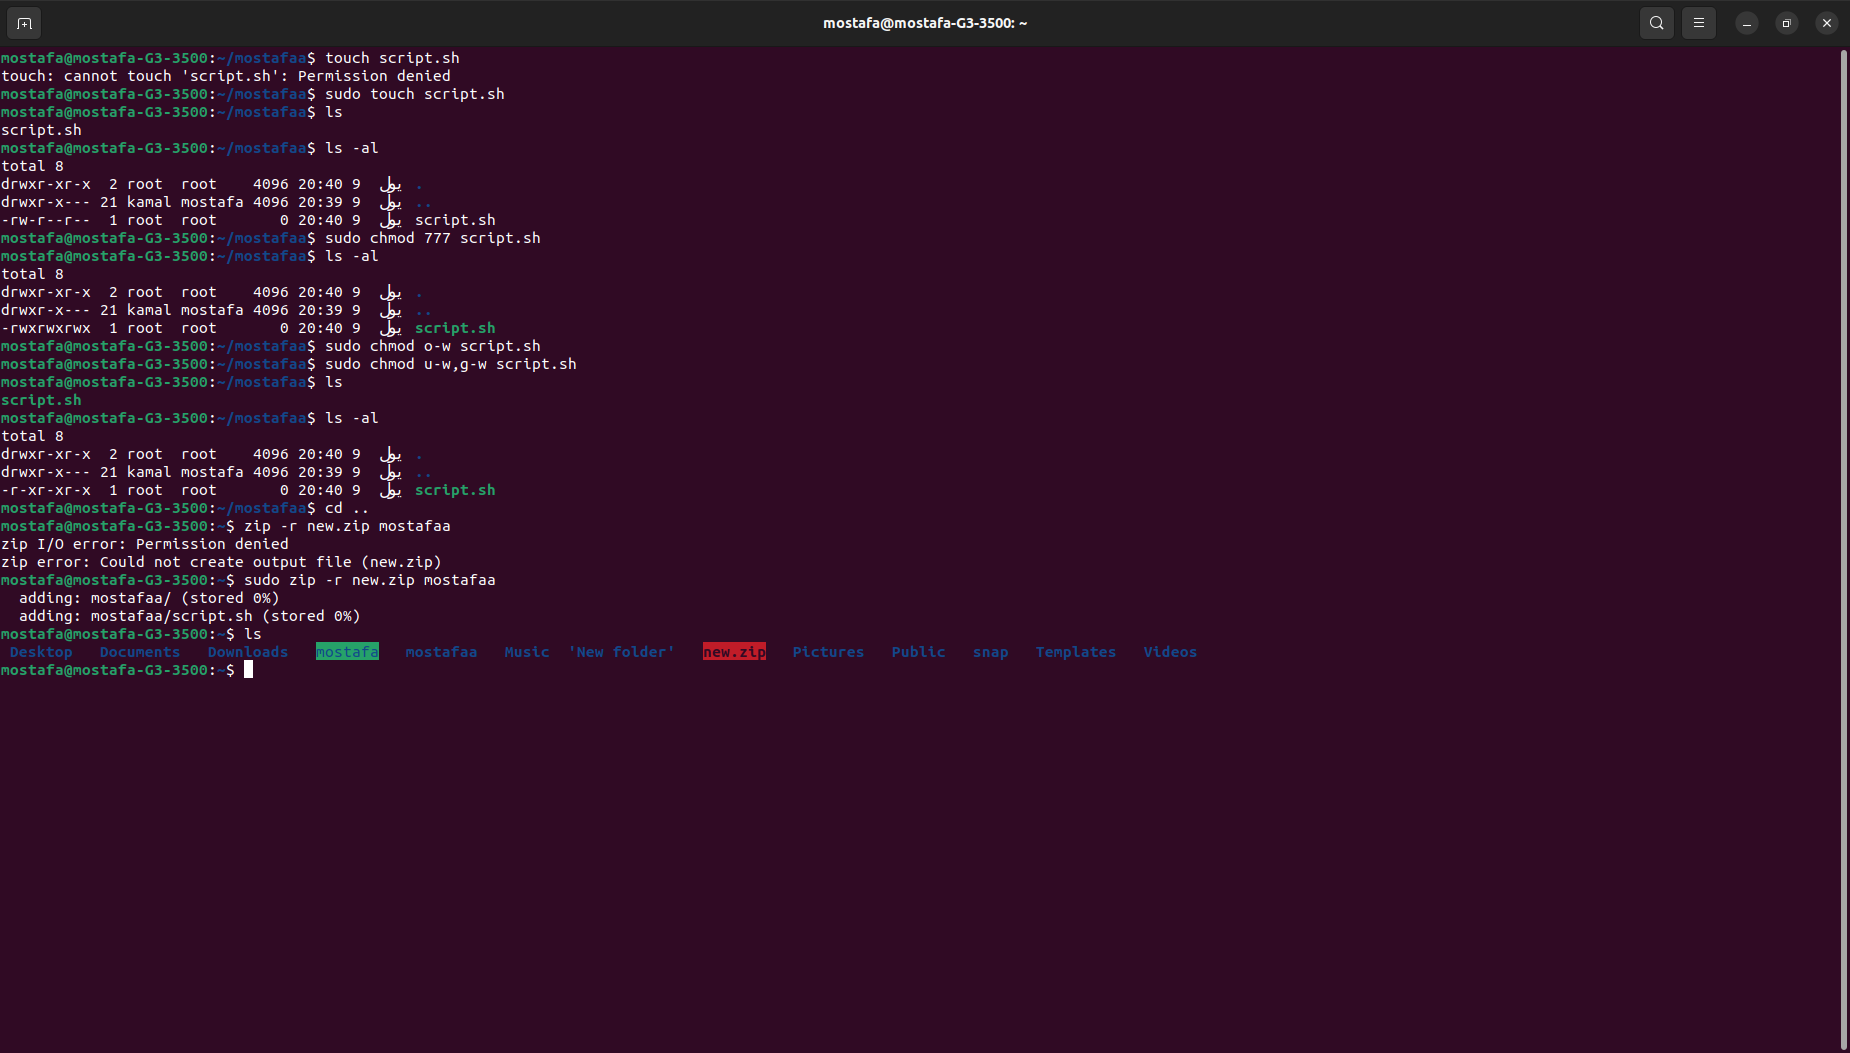 mostafa@mostafa-G3-3500: ~
mostafa@mostafa-G3-3500:~/mostafaa$ touch script.sh
touch: cannot touch 'script.sh': Permission denied
mostafa@mostafa-G3-3500:~/mostafaa$ sudo touch script.sh
mostafa@mostafa-G3-3500:~/mostafaa$ ls
script.sh
mostafa@mostafa-G3-3500:~/mostafaa$ ls -al
total 8
drwxr-xr-x  2 root  root    4096 20:40 9  يول .
drwxr-x--- 21 kamal mostafa 4096 20:39 9  يول ..
-rw-r--r--  1 root  root       0 20:40 9  يول script.sh
mostafa@mostafa-G3-3500:~/mostafaa$ sudo chmod 777 script.sh
mostafa@mostafa-G3-3500:~/mostafaa$ ls -al
total 8
drwxr-xr-x  2 root  root    4096 20:40 9  يول .
drwxr-x--- 21 kamal mostafa 4096 20:39 9  يول ..
-rwxrwxrwx  1 root  root       0 20:40 9  يول script.sh
mostafa@mostafa-G3-3500:~/mostafaa$ sudo chmod o-w script.sh
mostafa@mostafa-G3-3500:~/mostafaa$ sudo chmod u-w,g-w script.sh
mostafa@mostafa-G3-3500:~/mostafaa$ ls
script.sh
mostafa@mostafa-G3-3500:~/mostafaa$ ls -al
total 8
drwxr-xr-x  2 root  root    4096 20:40 9  يول .
drwxr-x--- 21 kamal mostafa 4096 20:39 9  يول ..
-r-xr-xr-x  1 root  root       0 20:40 9  يول script.sh
mostafa@mostafa-G3-3500:~/mostafaa$ cd ..
mostafa@mostafa-G3-3500:~$ zip -r new.zip mostafaa
zip I/O error: Permission denied
zip error: Could not create output file (new.zip)
mostafa@mostafa-G3-3500:~$ sudo zip -r new.zip mostafaa
  adding: mostafaa/ (stored 0%)
  adding: mostafaa/script.sh (stored 0%)
mostafa@mostafa-G3-3500:~$ ls
 Desktop   Documents   Downloads   mostafa   mostafaa   Music  'New folder'   new.zip   Pictures   Public   snap   Templates   Videos
mostafa@mostafa-G3-3500:~$